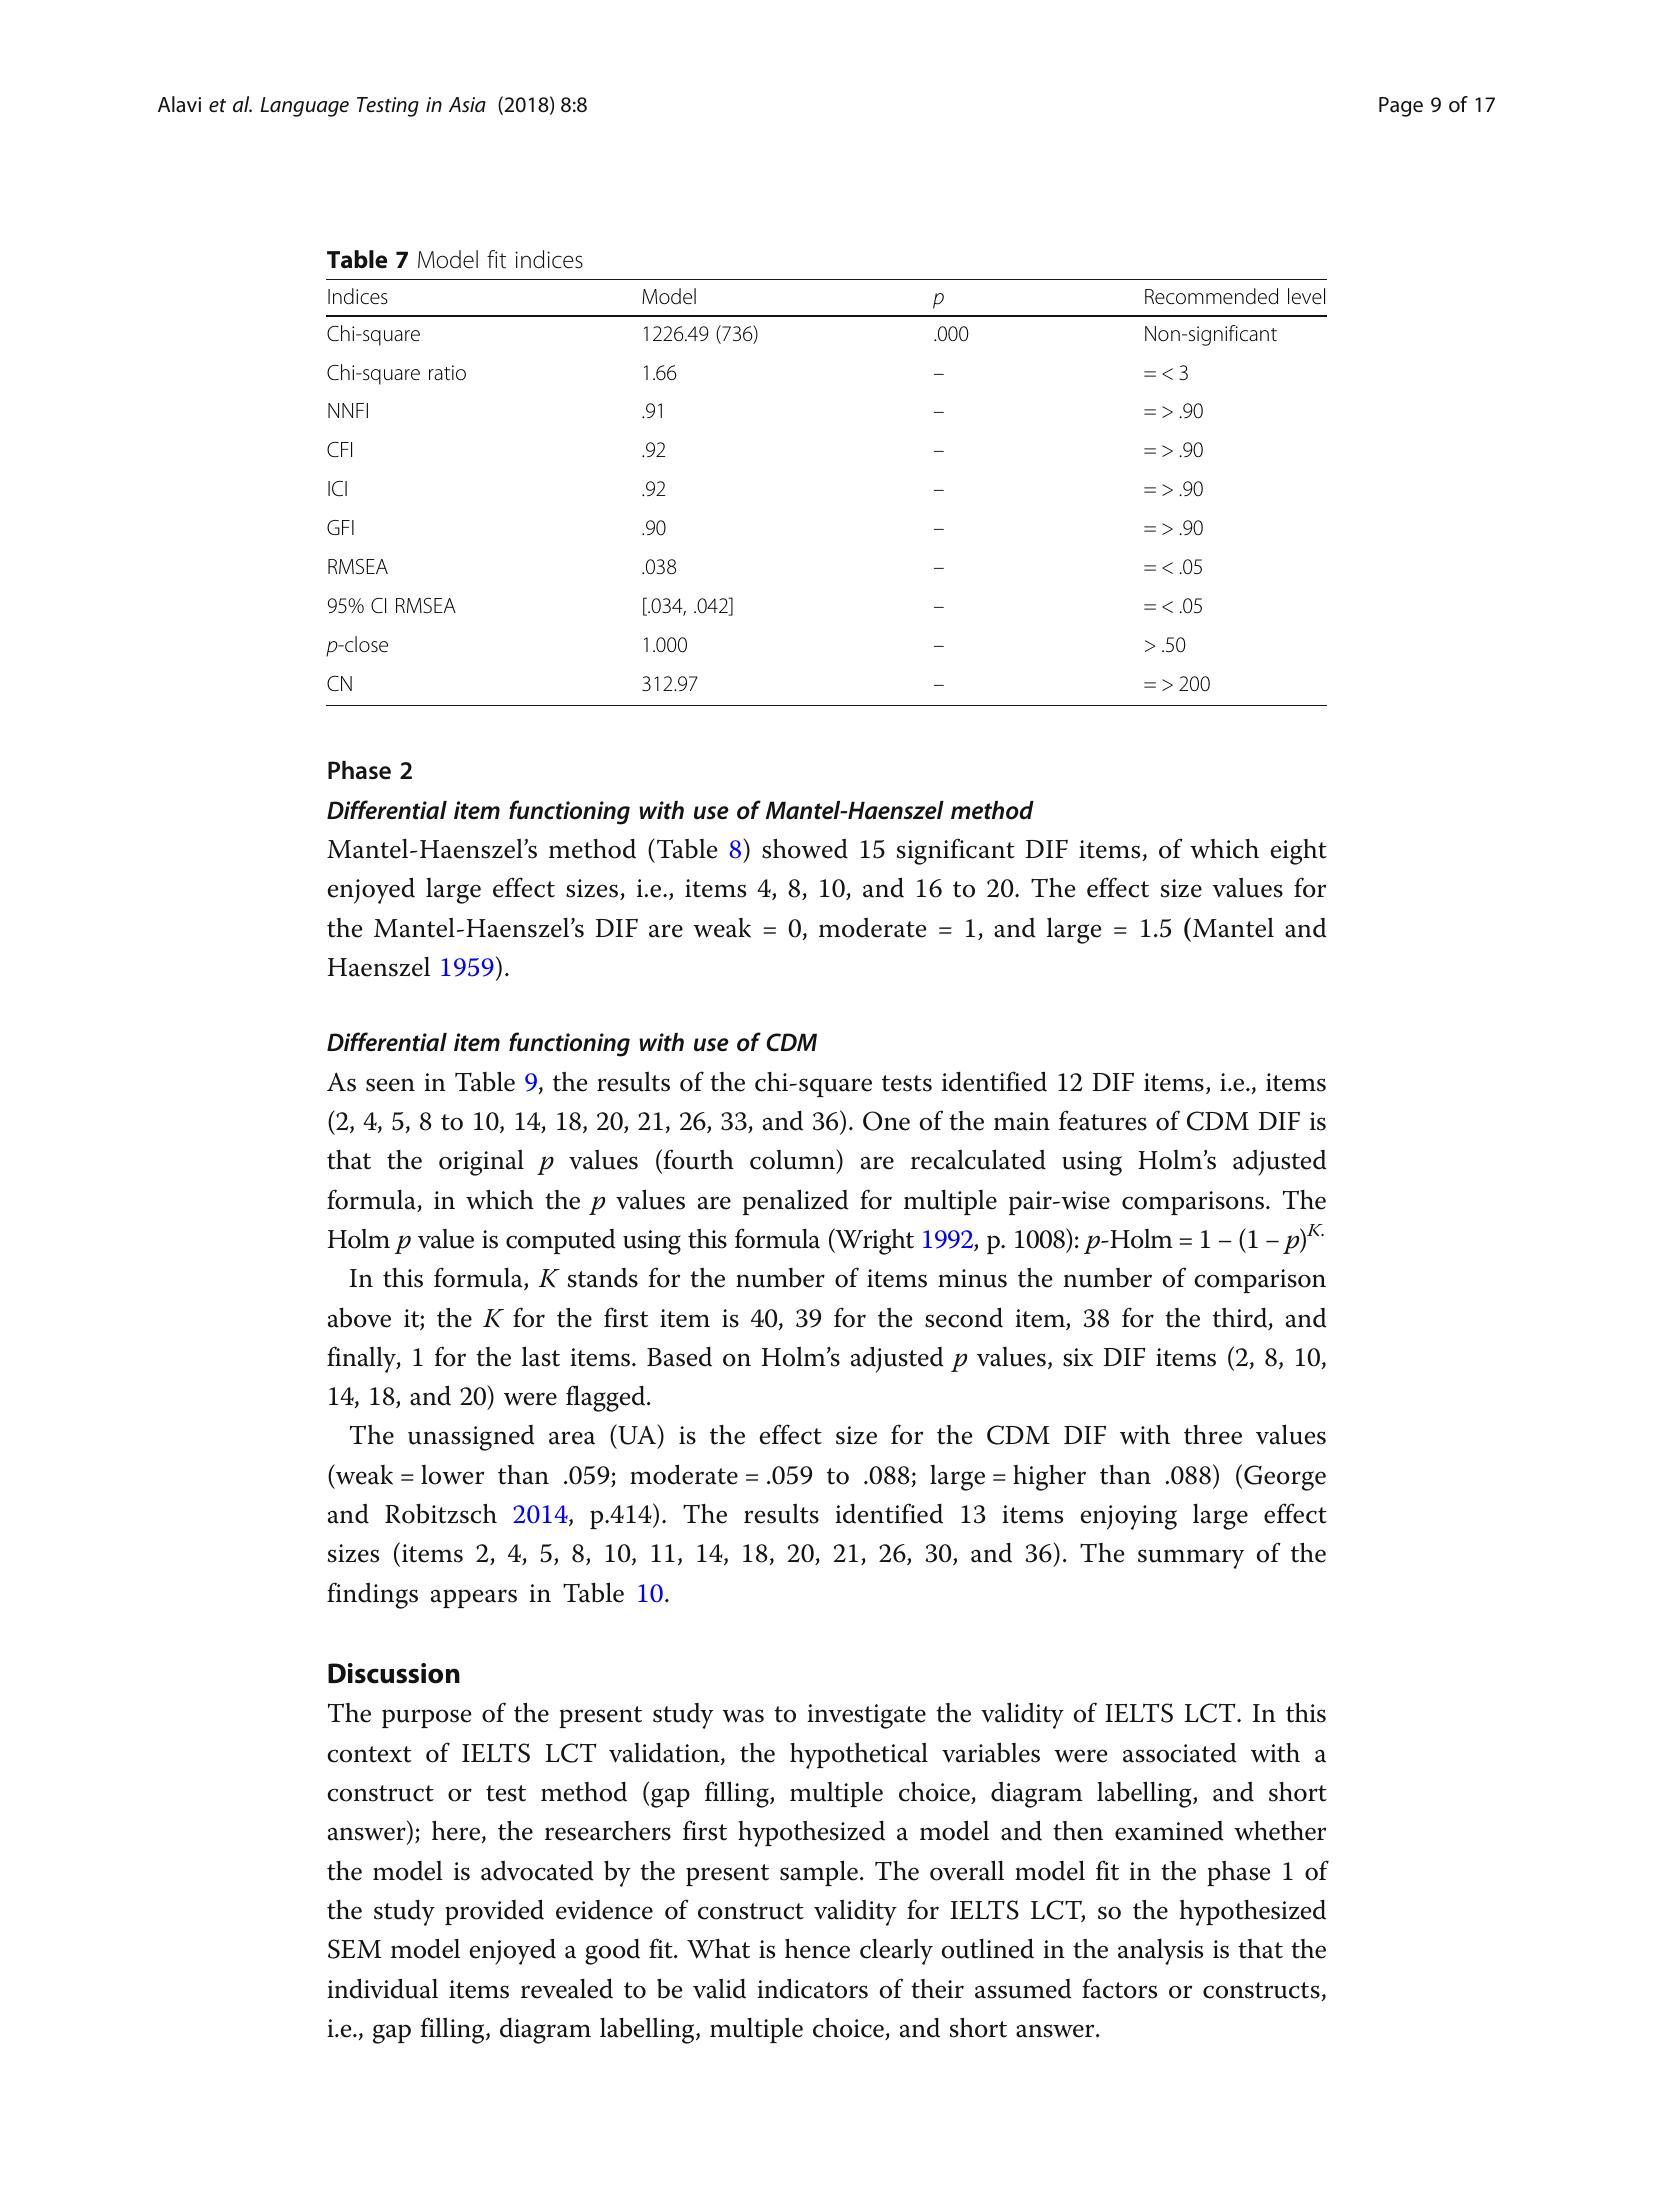 Alavi et al. Language Testing in Asia (2018) 8:8 Page 9 of 17
Table 7 Model fit indices
Indices Model p Recommended level
Chi-square 1226.49 (736) .000 Non-significant
Chi-square ratio 1.66 – = < 3
NNFI .91 – = > .90
CFI .92 – = > .90
ICI .92 – = > .90
GFI .90 – = > .90
RMSEA .038 – = < .05
95% CI RMSEA [.034, .042] – = < .05
p-close 1.000 – > .50
CN 312.97 – = > 200
Phase 2
Differential item functioning with use of Mantel-Haenszel method
Mantel-Haenszel’s method (Table 8) showed 15 significant DIF items, of which eight
enjoyed large effect sizes, i.e., items 4, 8, 10, and 16 to 20. The effect size values for
the Mantel-Haenszel’s DIF are weak = 0, moderate = 1, and large = 1.5 (Mantel and
Haenszel 1959).
Differential item functioning with use of CDM
As seen in Table 9, the results of the chi-square tests identified 12 DIF items, i.e., items
(2, 4, 5, 8 to 10, 14, 18, 20, 21, 26, 33, and 36). One of the main features of CDM DIF is
that the original p values (fourth column) are recalculated using Holm’s adjusted
formula, in which the p values are penalized for multiple pair-wise comparisons. The
Holm p value is computed using this formula (Wright 1992, p. 1008): p-Holm = 1 – (1 – p)^K.
In this formula, K stands for the number of items minus the number of comparison
above it; the K for the first item is 40, 39 for the second item, 38 for the third, and
finally, 1 for the last items. Based on Holm’s adjusted p values, six DIF items (2, 8, 10,
14, 18, and 20) were flagged.
The unassigned area (UA) is the effect size for the CDM DIF with three values
(weak = lower than .059; moderate = .059 to .088; large = higher than .088) (George
and Robitzsch 2014, p.414). The results identified 13 items enjoying large effect
sizes (items 2, 4, 5, 8, 10, 11, 14, 18, 20, 21, 26, 30, and 36). The summary of the
findings appears in Table 10.
Discussion
The purpose of the present study was to investigate the validity of IELTS LCT. In this
context of IELTS LCT validation, the hypothetical variables were associated with a
construct or test method (gap filling, multiple choice, diagram labelling, and short
answer); here, the researchers first hypothesized a model and then examined whether
the model is advocated by the present sample. The overall model fit in the phase 1 of
the study provided evidence of construct validity for IELTS LCT, so the hypothesized
SEM model enjoyed a good fit. What is hence clearly outlined in the analysis is that the
individual items revealed to be valid indicators of their assumed factors or constructs,
i.e., gap filling, diagram labelling, multiple choice, and short answer.